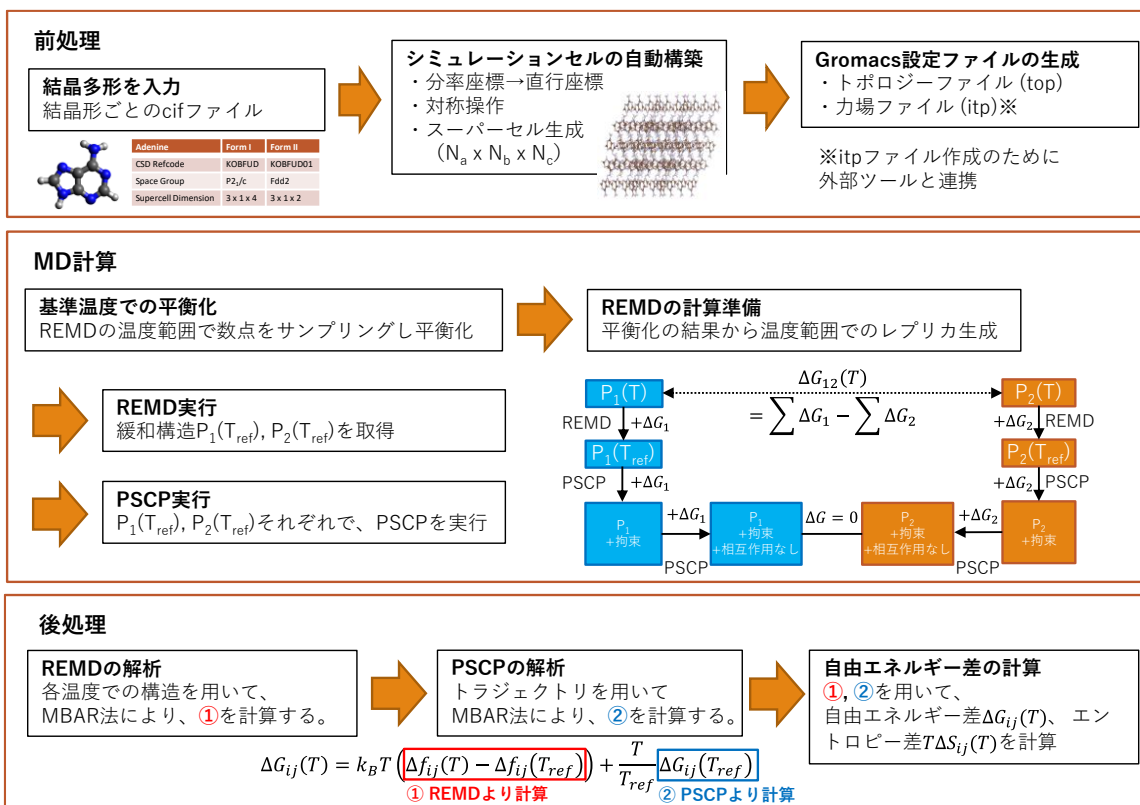 前処理
結晶多形を入力
結晶形ごとのcifファイル
Adenine Form I Form II
CSD Refcode KOBFUD KOBFUD01
Space Group P2₁/c Fdd2
Supercell Dimension 3 x 1 x 4 3 x 1 x 2
シミュレーションセルの自動構築
・分率座標→直行座標
・対称操作
・スーパーセル生成
（Nₐ x N_b x N_c）
Gromacs設定ファイルの生成
・トポロジーファイル (top)
・力場ファイル (itp)※
※itpファイル作成のために
外部ツールと連携
MD計算
基準温度での平衡化
REMDの温度範囲で数点をサンプリングし平衡化
REMDの計算準備
平衡化の結果から温度範囲でのレプリカ生成
REMD実行
緩和構造P₁(T_ref), P₂(T_ref)を取得
PSCP実行
P₁(T_ref), P₂(T_ref)それぞれで、PSCPを実行
P₁(T) ΔG₁₂(T) P₂(T)
= ∑ΔG₁ − ∑ΔG₂
REMD +ΔG₁ +ΔG₂ REMD
P₁(T_ref) P₂(T_ref)
PSCP +ΔG₁ +ΔG₂ PSCP
P₁
+拘束
+ΔG₁
PSCP
P₁
+拘束
+相互作用なし
ΔG = 0
P₂
+拘束
+相互作用なし
+ΔG₂
PSCP
P₂
+拘束
後処理
REMDの解析
各温度での構造を用いて、
MBAR法により、①を計算する。
PSCPの解析
トラジェクトリを用いて
MBAR法により、②を計算する。
自由エネルギー差の計算
①, ②を用いて、
自由エネルギー差ΔG_ij(T)、 エント
ロピー差TΔS_ij(T)を計算
ΔG_ij(T) = k_B T (Δf_ij(T) − Δf_ij(T_ref)) + T/T_ref ΔG_ij(T_ref)
① REMDより計算 ② PSCPより計算